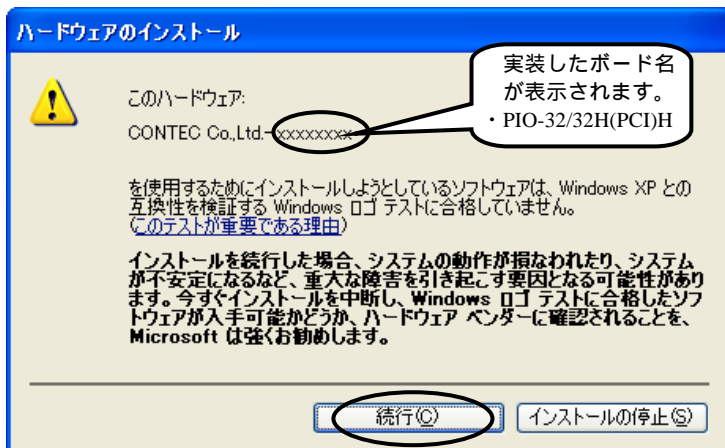 ハードウェアのインストール
実装したボード名
が表示されます。
・PIO-32/32H(PCI)H
このハードウェア:
CONTEC Co.,Ltd.-xxxxxxxx
を使用するためにインストールしようとしているソフトウェアは、Windows XP との
互換性を検証する Windows ロゴ テストに合格していません。
(このテストが重要である理由)
インストールを続行した場合、システムの動作が損なわれたり、システム
が不安定になるなど、重大な障害を引き起こす要因となる可能性があり
ます。今すぐインストールを中断し、Windows ロゴ テストに合格したソフ
トウェアが入手可能かどうか、ハードウェア ベンダーに確認されることを、
Microsoft は強くお勧めします。
続行(C)
インストールの停止(S)